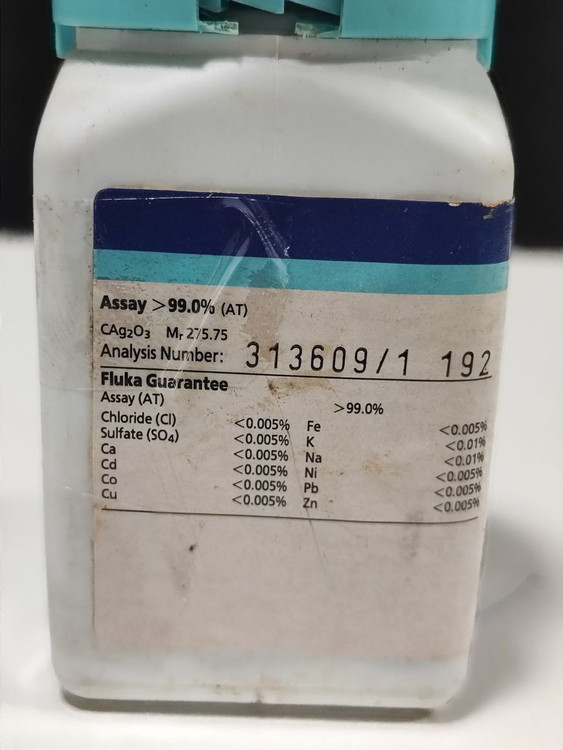 Assay >99.0% (AT)
CAg₂O₃ Mᵣ 275.75
Analysis Number: 313609/1 192
Fluka Guarantee
Assay (AT) >99.0%
Chloride (Cl) <0.005% Fe <0.005%
Sulfate (SO₄) <0.005% K <0.01%
Ca <0.005% Na <0.01%
Cd <0.005% Ni <0.005%
Co <0.005% Pb <0.005%
Cu <0.005% Zn <0.005%